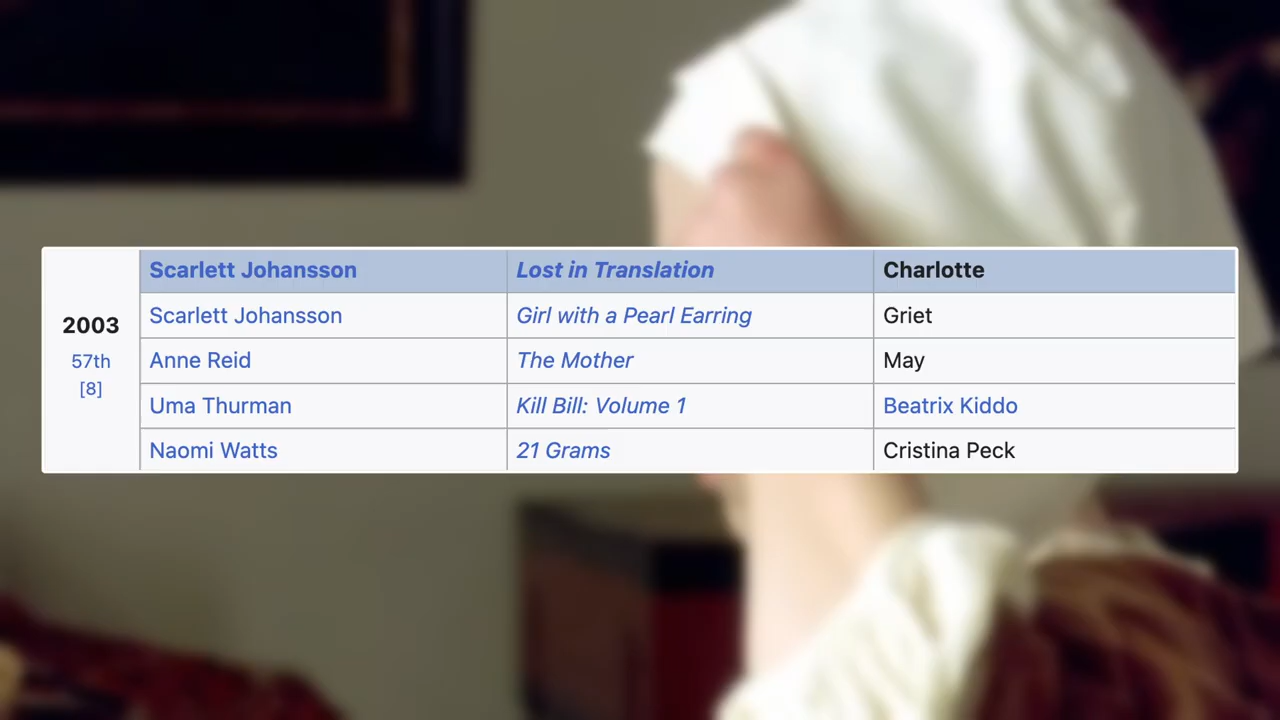 2003
57th
[8]
Scarlett Johansson Lost in Translation Charlotte
Scarlett Johansson Girl with a Pearl Earring Griet
Anne Reid The Mother May
Uma Thurman Kill Bill: Volume 1 Beatrix Kiddo
Naomi Watts 21 Grams Cristina Peck